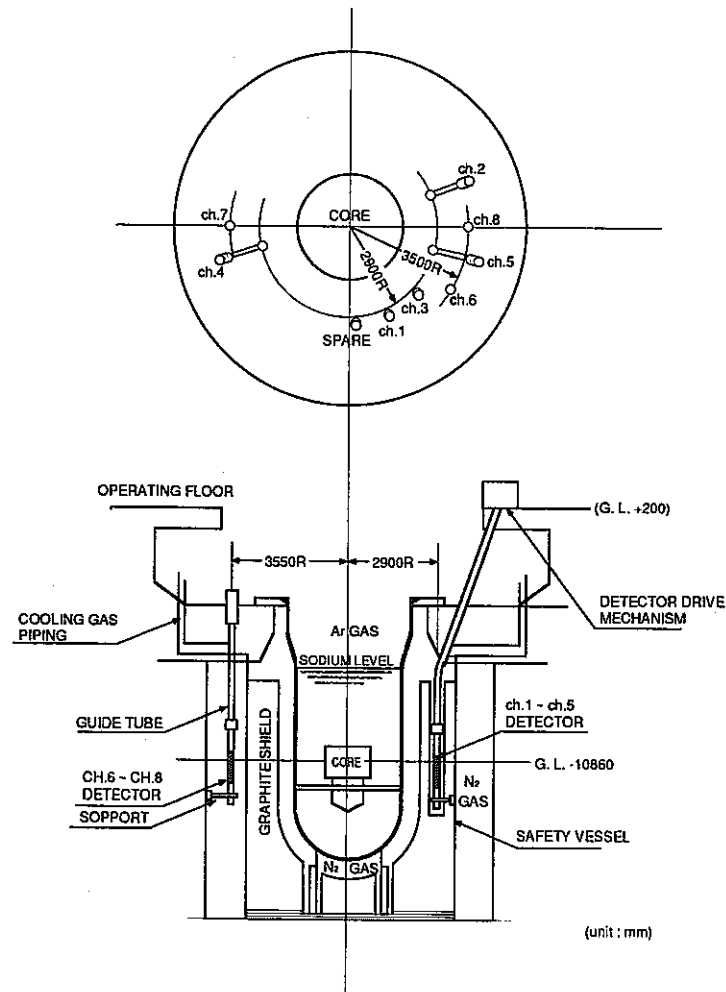 ch.2
ch.7
CORE
ch.8
ch.4
2900R
3500R
ch.5
ch.6
ch.3
ch.1
SPARE
OPERATING FLOOR
(G. L. +200)
3550R
2900R
COOLING GAS
PIPING
Ar GAS
DETECTOR DRIVE
MECHANISM
SODIUM LEVEL
GUIDE TUBE
ch.1 ~ ch.5
DETECTOR
GRAPHITE SHIELD
CORE
G. L. -10860
CH.6 ~ CH.8
DETECTOR
SOPPORT
N₂
GAS
SAFETY VESSEL
N₂ GAS
(unit : mm)